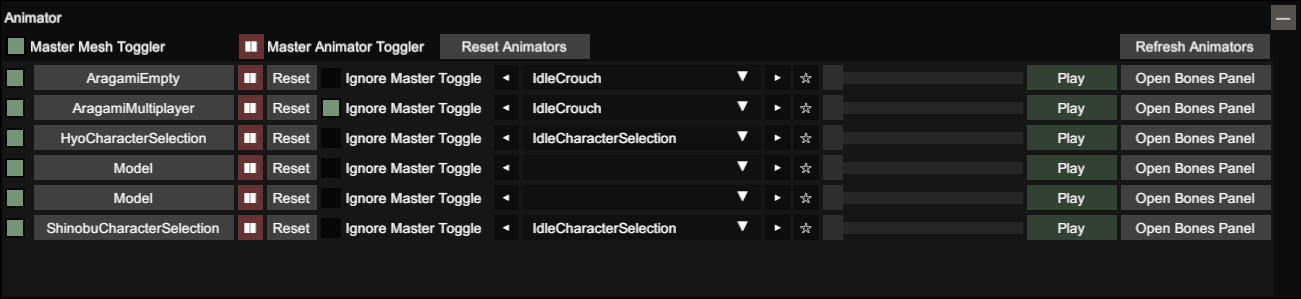 Animator
Master Mesh Toggler Master Animator Toggler Reset Animators Refresh Animators
AragamiEmpty Reset Ignore Master Toggle IdleCrouch Play Open Bones Panel
AragamiMultiplayer Reset Ignore Master Toggle IdleCrouch Play Open Bones Panel
HyoCharacterSelection Reset Ignore Master Toggle IdleCharacterSelection Play Open Bones Panel
Model Reset Ignore Master Toggle Play Open Bones Panel
Model Reset Ignore Master Toggle Play Open Bones Panel
ShinobuCharacterSelection Reset Ignore Master Toggle IdleCharacterSelection Play Open Bones Panel